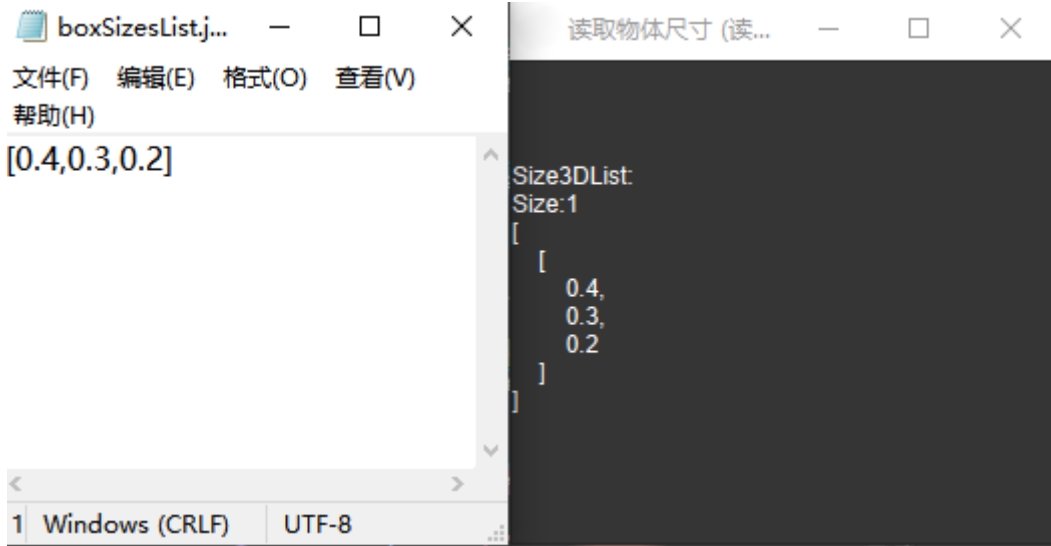 boxSizesList.j...
文件(F) 编辑(E) 格式(O) 查看(V)
帮助(H)
[0.4,0.3,0.2]
1 Windows (CRLF) UTF-8
读取物体尺寸 (读...
Size3DList:
Size:1
[
[
0.4,
0.3,
0.2
]
]